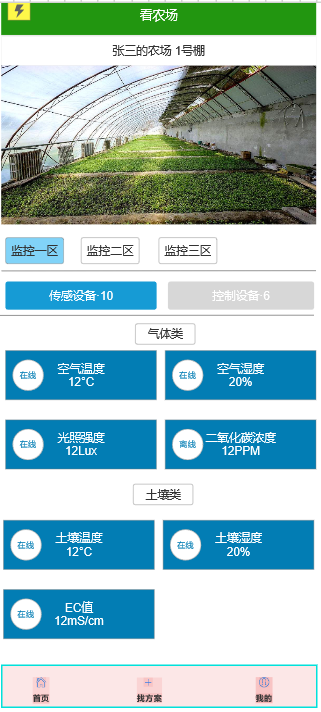 看农场
张三的农场 1号棚
监控一区 监控二区 监控三区
传感设备·10 控制设备·6
气体类
在线 空气温度 12°C
在线 空气湿度 20%
在线 光照强度 12Lux
离线 二氧化碳浓度 12PPM
土壤类
在线 土壤温度 12°C
在线 土壤湿度 20%
在线 EC值 12mS/cm
首页 找方案 我的